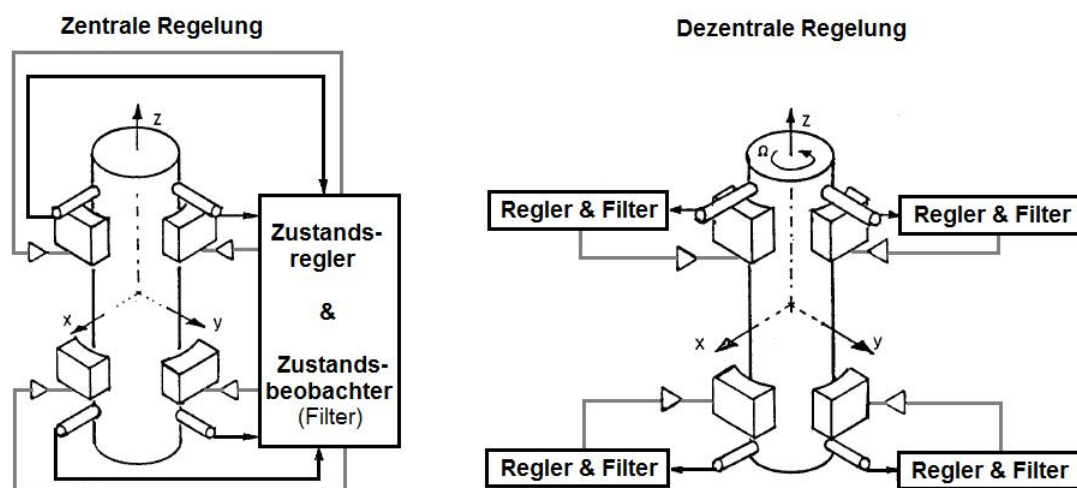 Zentrale Regelung
z
x
y
Zustands-
regler
&
Zustands-
beobachter
(Filter)
Dezentrale Regelung
z
Ω
Regler & Filter
Regler & Filter
x
y
Regler & Filter
Regler & Filter